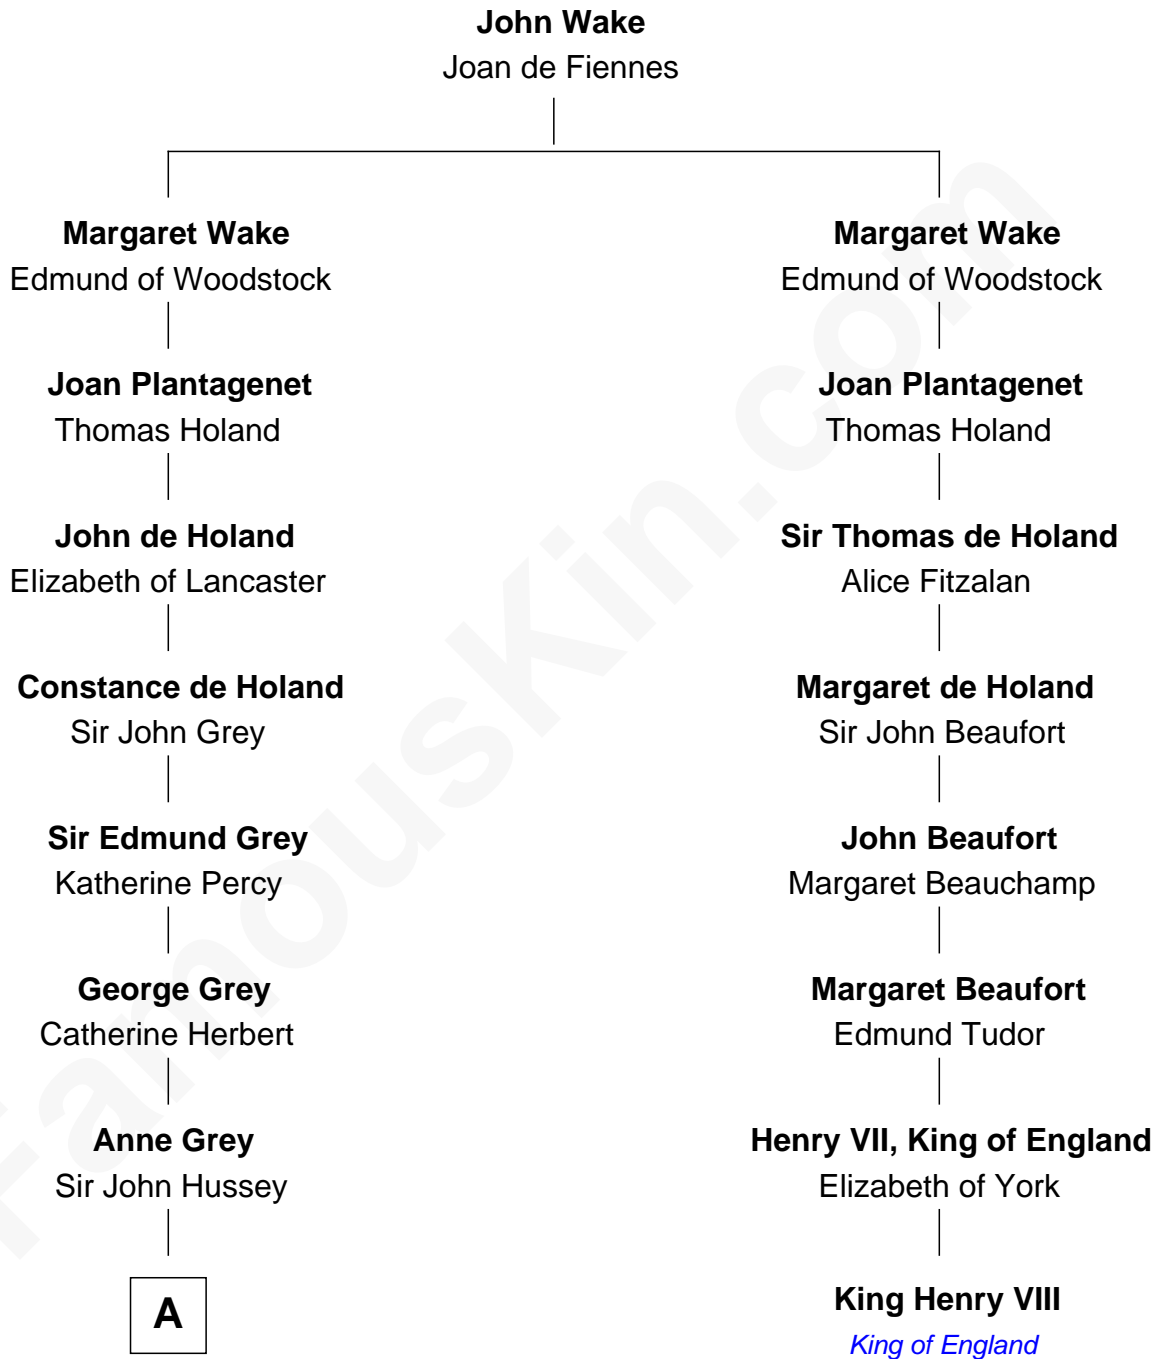 John Wake
Joan de Fiennes
Margaret Wake
Edmund of Woodstock
Joan Plantagenet
Thomas Holand
John de Holand
Elizabeth of Lancaster
Constance de Holand
Sir John Grey
Sir Edmund Grey
Katherine Percy
George Grey
Catherine Herbert
Anne Grey
Sir John Hussey
A
Margaret Wake
Edmund of Woodstock
Joan Plantagenet
Thomas Holand
Sir Thomas de Holand
Alice Fitzalan
Margaret de Holand
Sir John Beaufort
John Beaufort
Margaret Beauchamp
Margaret Beaufort
Edmund Tudor
Henry VII, King of England
Elizabeth of York
King Henry VIII
King of England
FamousKin.com